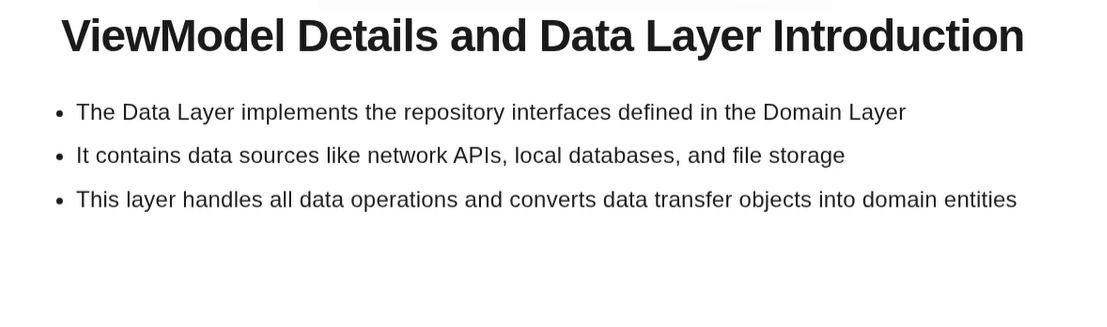 ViewModel Details and Data Layer Introduction
• The Data Layer implements the repository interfaces defined in the Domain Layer
• It contains data sources like network APIs, local databases, and file storage
• This layer handles all data operations and converts data transfer objects into domain entities